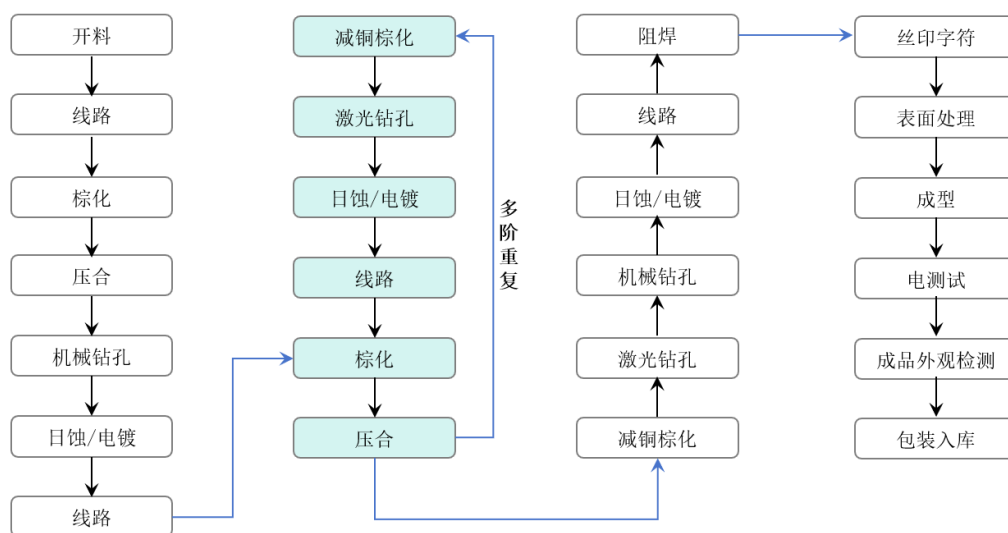 开料
线路
棕化
压合
机械钻孔
日蚀/电镀
线路
减铜棕化
激光钻孔
日蚀/电镀
线路
棕化
压合
多阶重复
阻焊
线路
日蚀/电镀
机械钻孔
激光钻孔
减铜棕化
丝印字符
表面处理
成型
电测试
成品外观检测
包装入库